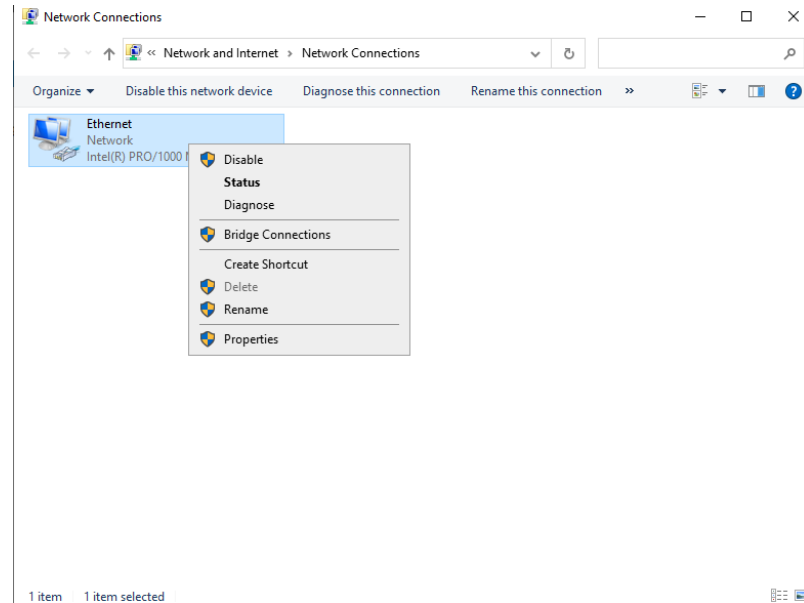 Network Connections
« Network and Internet › Network Connections
Organize Disable this network device Diagnose this connection Rename this connection »
Ethernet
Network
Intel(R) PRO/1000
Disable
Status
Diagnose
Bridge Connections
Create Shortcut
Delete
Rename
Properties
1 item 1 item selected